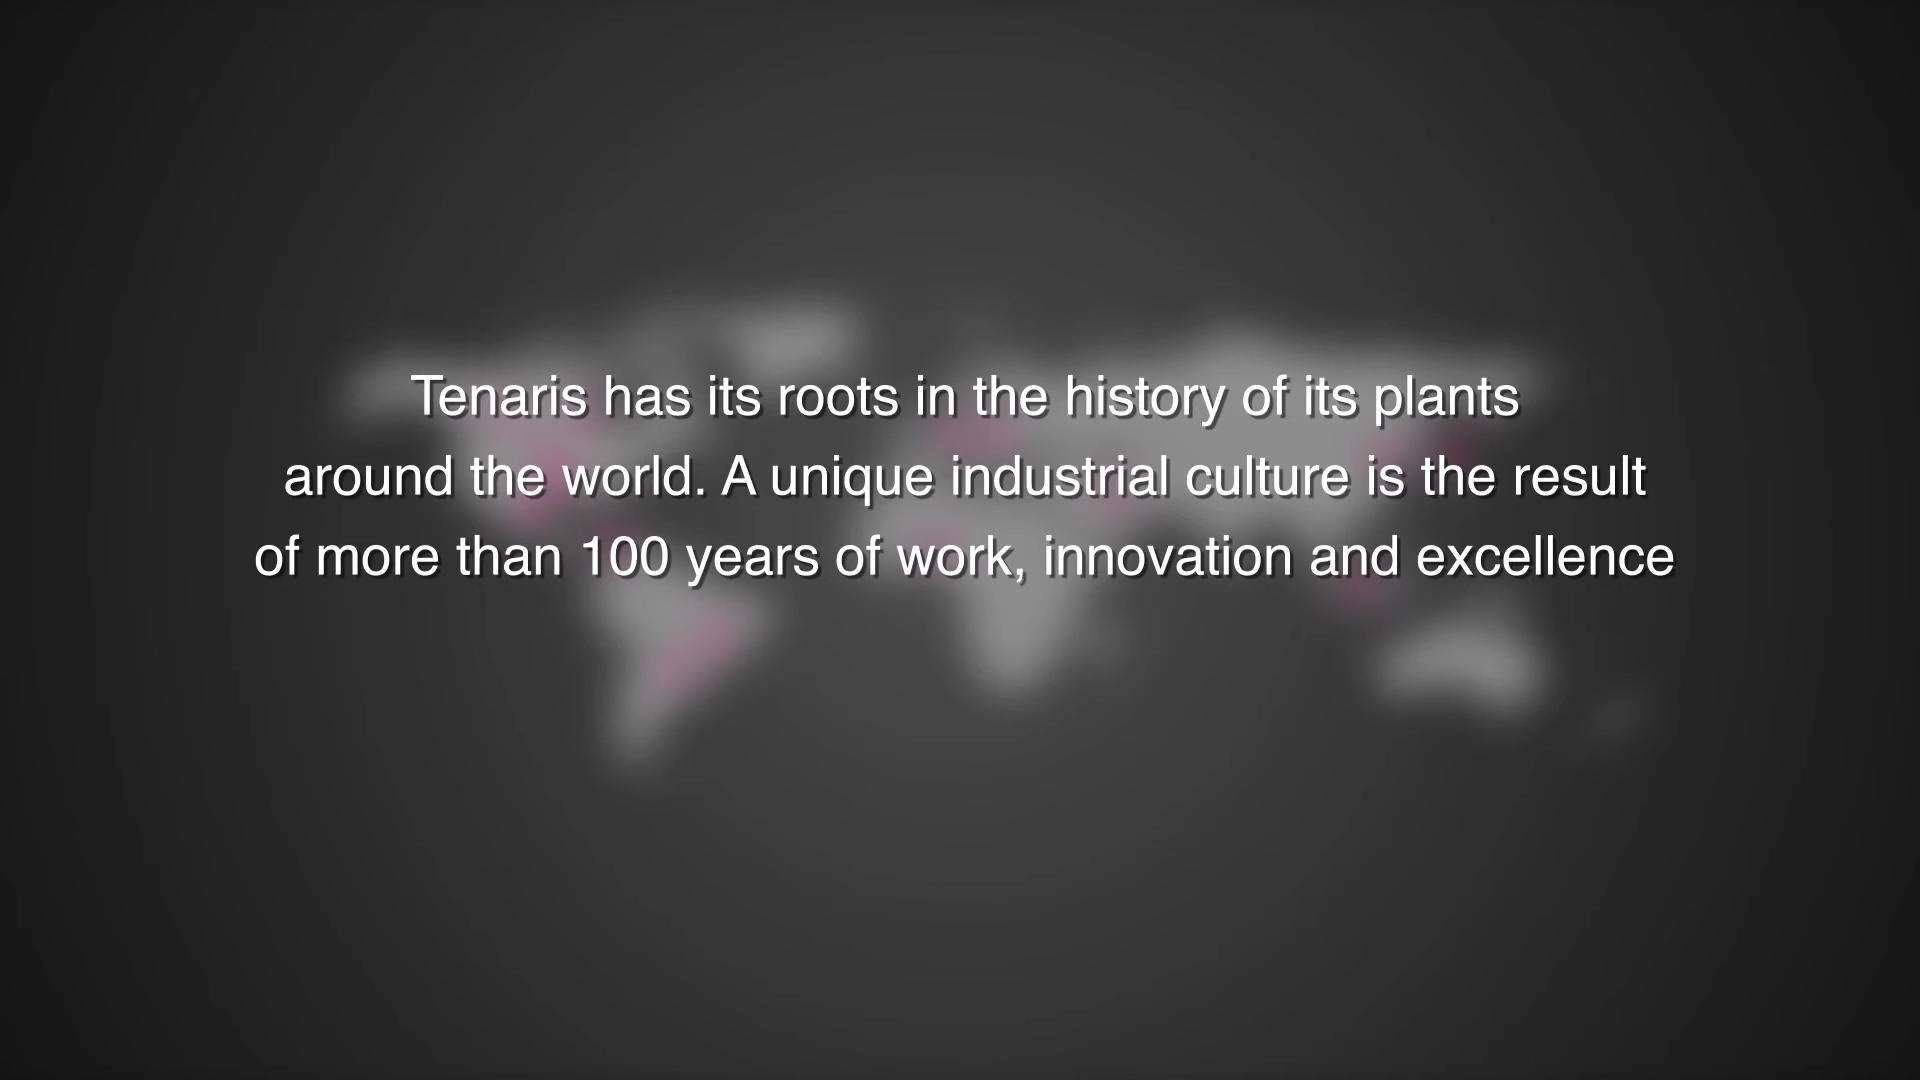 Tenaris has its roots in the history of its plants
around the world. A unique industrial culture is the result
of more than 100 years of work, innovation and excellence